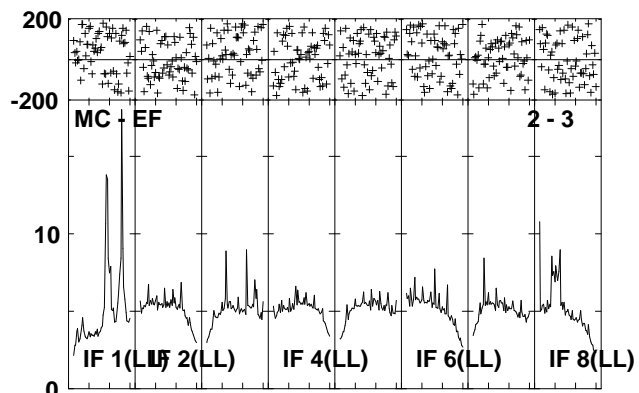 200
-200
MC - EF 2 - 3
10
IF 1(LL) IF 2(LL) IF 4(LL) IF 6(LL) IF 8(LL)
0